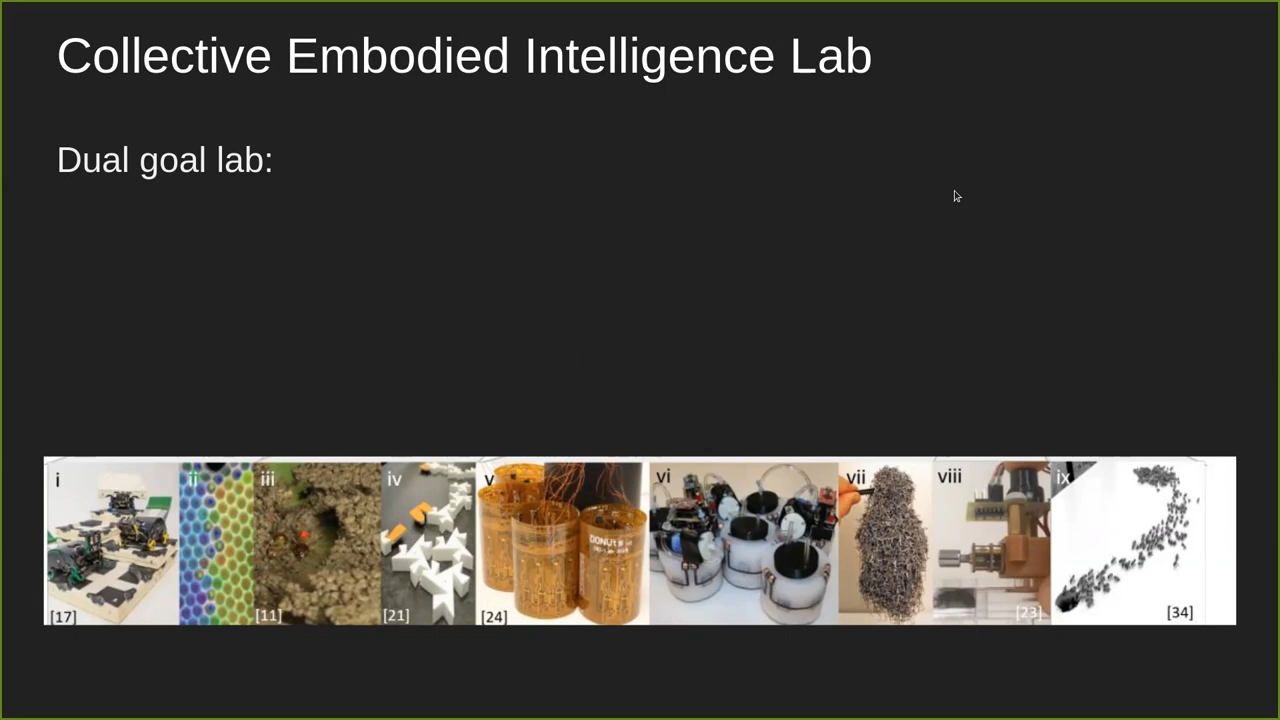 Collective Embodied Intelligence Lab
Dual goal lab:
i ii iii iv v vi vii viii ix
DONUts
[17] [11] [21] [24] [23] [34]